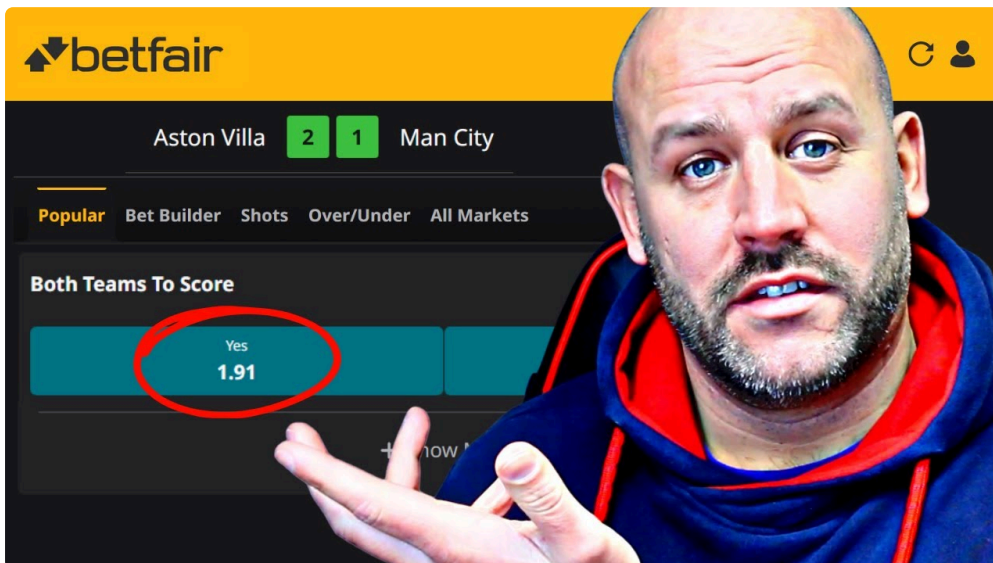 betfair
Aston Villa 2 1 Man City
Popular Bet Builder Shots Over/Under All Markets
Both Teams To Score
Yes
1.91